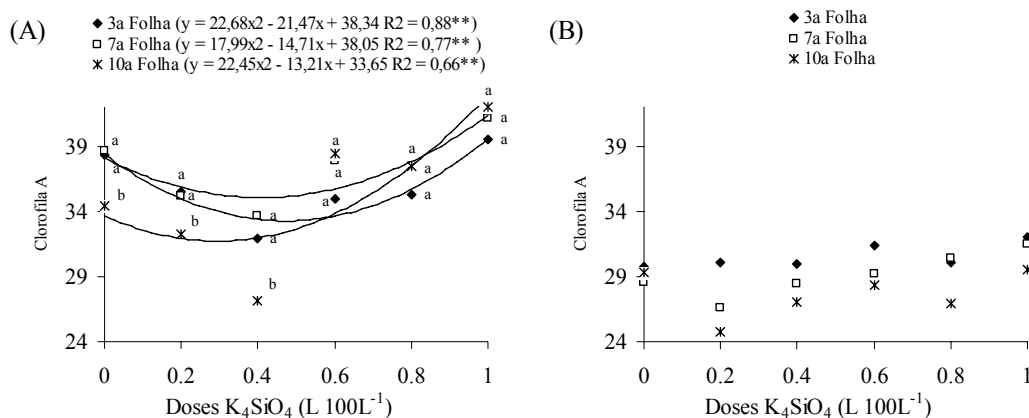 (A)
3a Folha (y = 22,68x2 - 21,47x + 38,34 R2 = 0,88**)
7a Folha (y = 17,99x2 - 14,71x + 38,05 R2 = 0,77**)
10a Folha (y = 22,45x2 - 13,21x + 33,65 R2 = 0,66**)
Clorofila A
39
34
29
24
a
a
b
a
a
b
a
a
b
a
a
a
a
a
a
a
a
0 0.2 0.4 0.6 0.8 1
Doses K₄SiO₄ (L 100L⁻¹)
(B)
3a Folha
7a Folha
10a Folha
Clorofila A
39
34
29
24
0 0.2 0.4 0.6 0.8 1
Doses K₄SiO₄ (L 100L⁻¹)